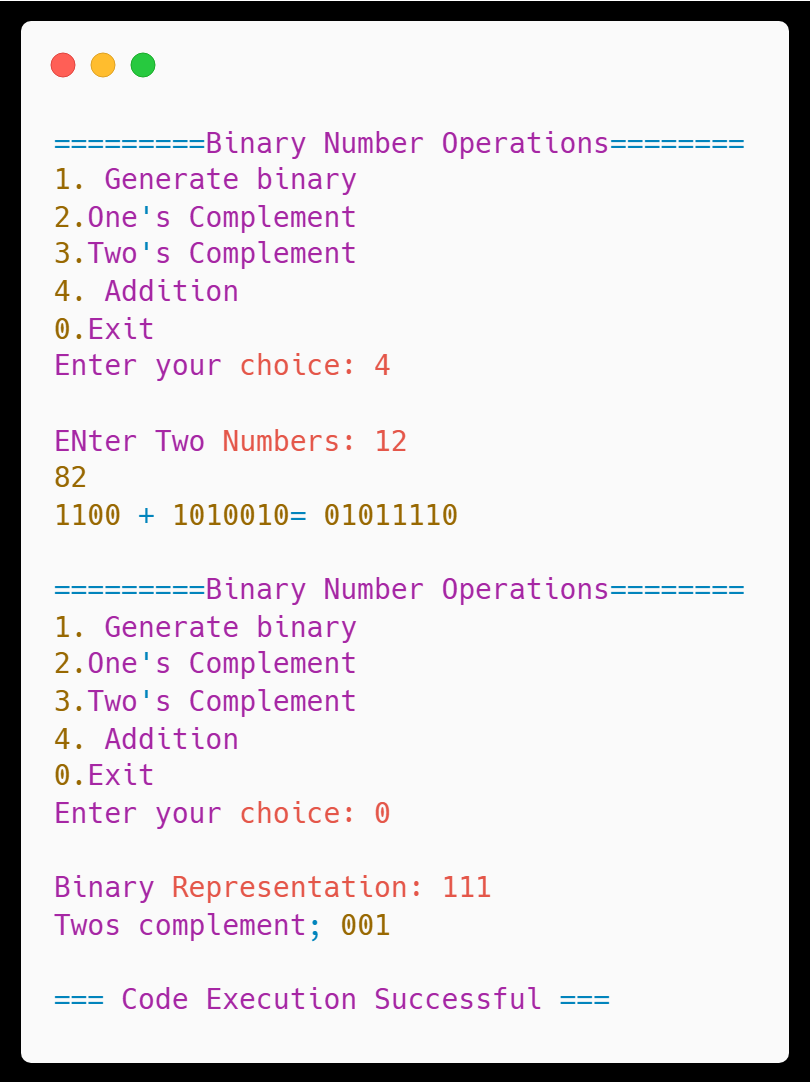 =========Binary Number Operations========
1. Generate binary
2.One's Complement
3.Two's Complement
4. Addition
0.Exit
Enter your choice: 4
ENter Two Numbers: 12
82
1100 + 1010010= 01011110
=========Binary Number Operations========
1. Generate binary
2.One's Complement
3.Two's Complement
4. Addition
0.Exit
Enter your choice: 0
Binary Representation: 111
Twos complement; 001
=== Code Execution Successful ===